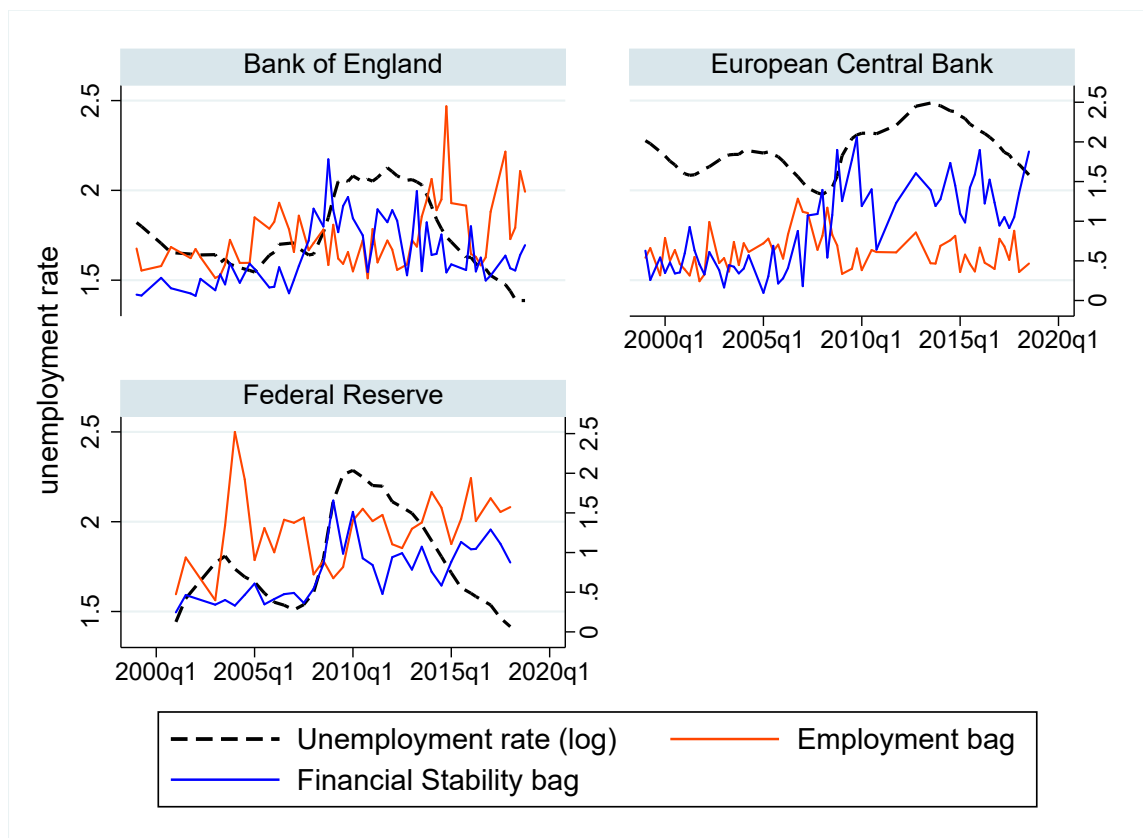 Bank of England
European Central Bank
2.5
2
1.5
2.5
2
1.5
1
.5
0
2000q1 2005q1 2010q1 2015q1 2020q1
unemployment rate
Federal Reserve
2.5
2
1.5
2.5
2
1.5
1
.5
0
2000q1 2005q1 2010q1 2015q1 2020q1
Unemployment rate (log) Employment bag
Financial Stability bag